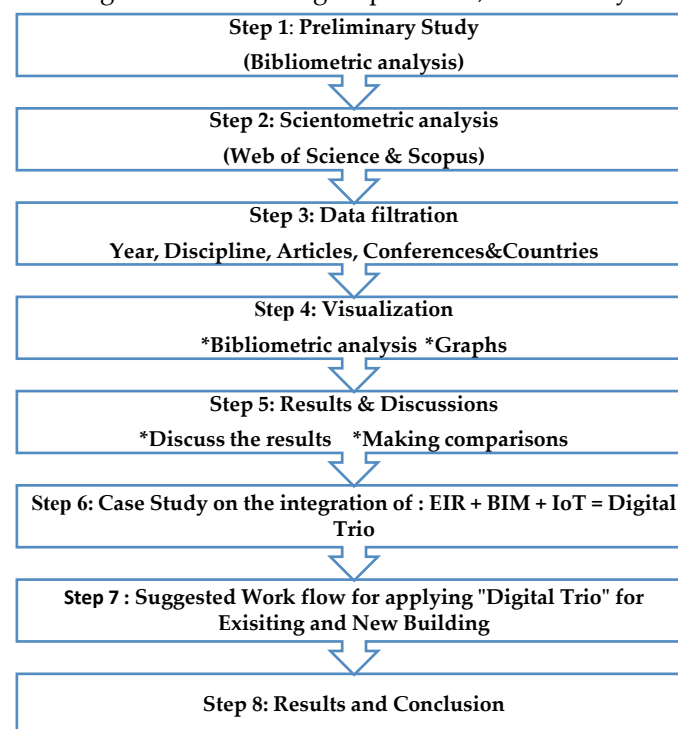 Step 1: Preliminary Study
(Bibliometric analysis)
Step 2: Scientometric analysis
(Web of Science & Scopus)
Step 3: Data filtration
Year, Discipline, Articles, Conferences&Countries
Step 4: Visualization
*Bibliometric analysis *Graphs
Step 5: Results & Discussions
*Discuss the results *Making comparisons
Step 6: Case Study on the integration of : EIR + BIM + IoT = Digital
Trio
Step 7 : Suggested Work flow for applying "Digital Trio" for
Exisiting and New Building
Step 8: Results and Conclusion